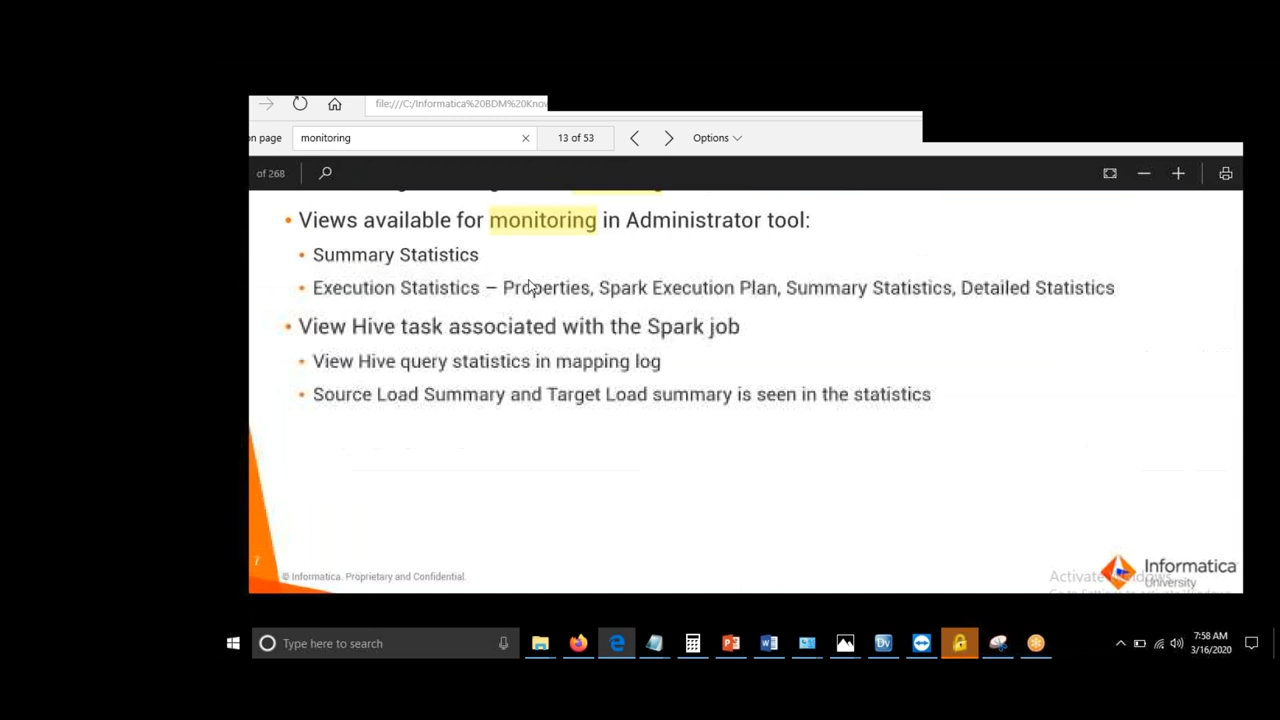 file:///C:/Informatica%20BDM%20Knov
n page
monitoring
13 of 53
Options
of 268
• Views available for monitoring in Administrator tool:
• Summary Statistics
• Execution Statistics – Properties, Spark Execution Plan, Summary Statistics, Detailed Statistics
• View Hive task associated with the Spark job
• View Hive query statistics in mapping log
• Source Load Summary and Target Load summary is seen in the statistics
7
© Informatica. Proprietary and Confidential.
Informatica
University
Activate Windows
Type here to search
7:58 AM
3/16/2020